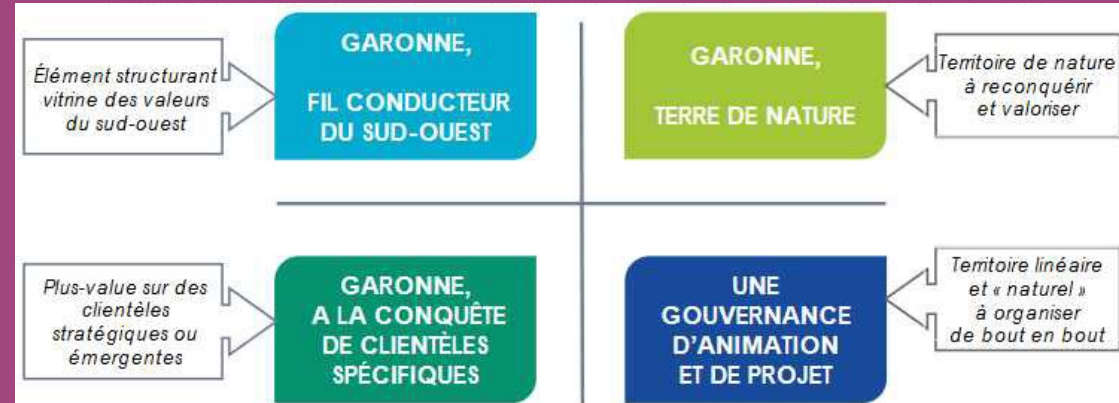 Élément structurant
vitrine des valeurs
du sud-ouest
GARONNE,
FIL CONDUCTEUR
DU SUD-OUEST
GARONNE,
TERRE DE NATURE
Territoire de nature
à reconquérir
et valoriser
Plus-value sur des
clientèles
stratégiques ou
émergentes
GARONNE,
A LA CONQUÊTE
DE CLIENTÈLES
SPÉCIFIQUES
UNE
GOUVERNANCE
D'ANIMATION
ET DE PROJET
Territoire linéaire
et « naturel »
à organiser
de bout en bout